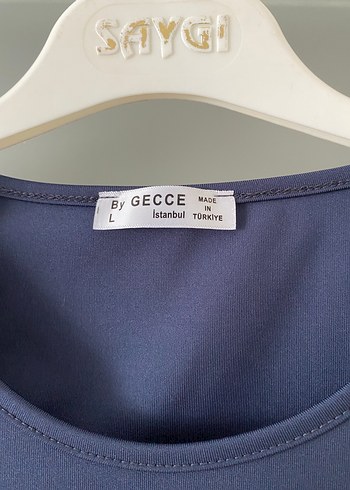 SAYGI
By GECCE MADE
L İstanbul IN
TÜRKİYE